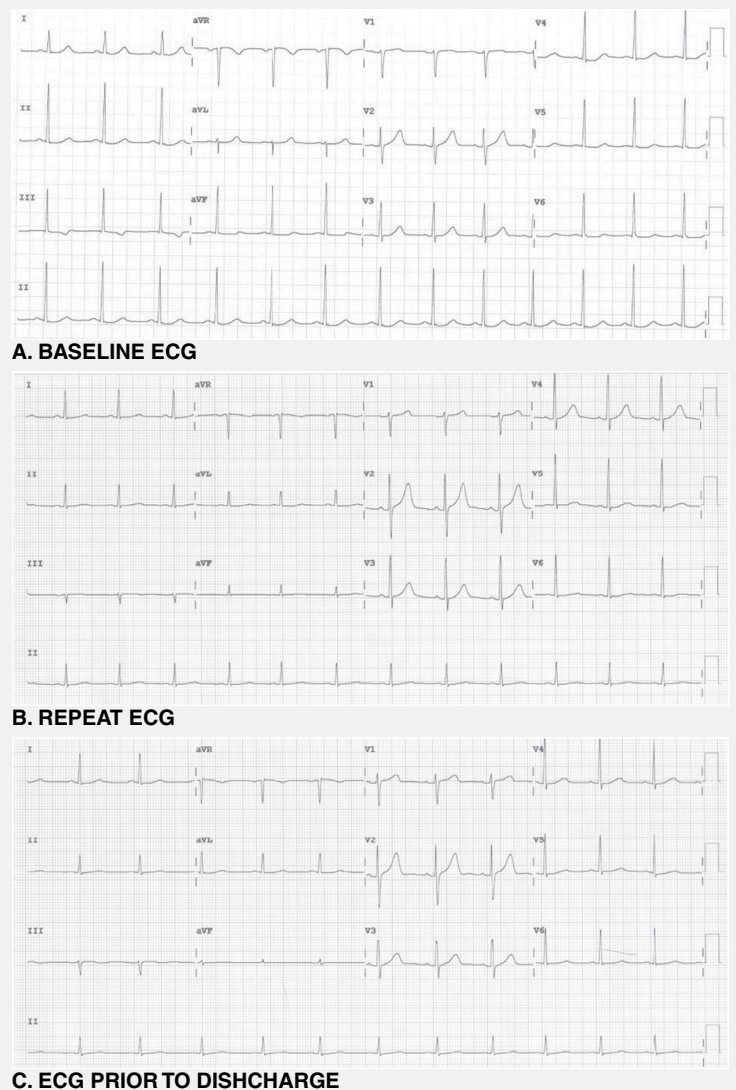 I aVR V1 V4
II aVL V2 V5
III aVF V3 V6
II
A. BASELINE ECG
I aVR V1 V4
II aVL V2 V5
III aVF V3 V6
II
B. REPEAT ECG
I aVR V1 V4
II aVL V2 V5
III aVF V3 V6
II
C. ECG PRIOR TO DISHCHARGE